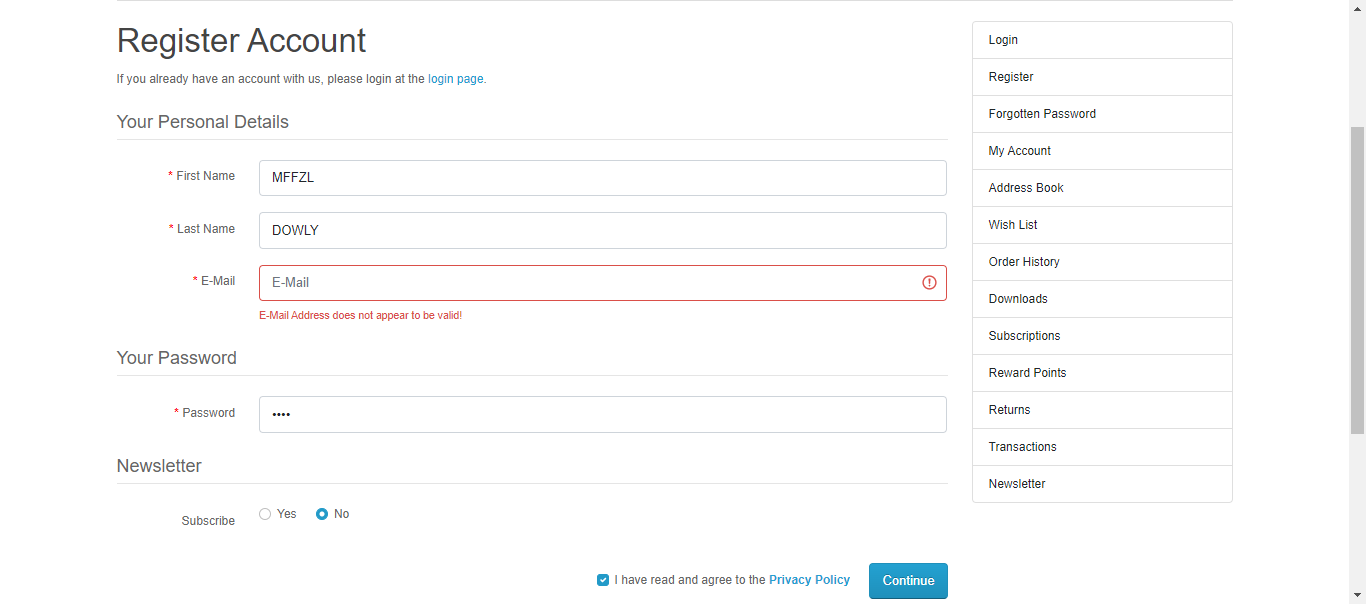 Register Account
If you already have an account with us, please login at the login page.
Your Personal Details
* First Name
MFFZL
* Last Name
DOWLY
* E-Mail
E-Mail
E-Mail Address does not appear to be valid!
Your Password
* Password
••••
Newsletter
Subscribe
Yes
No
I have read and agree to the Privacy Policy
Continue
Login
Register
Forgotten Password
My Account
Address Book
Wish List
Order History
Downloads
Subscriptions
Reward Points
Returns
Transactions
Newsletter